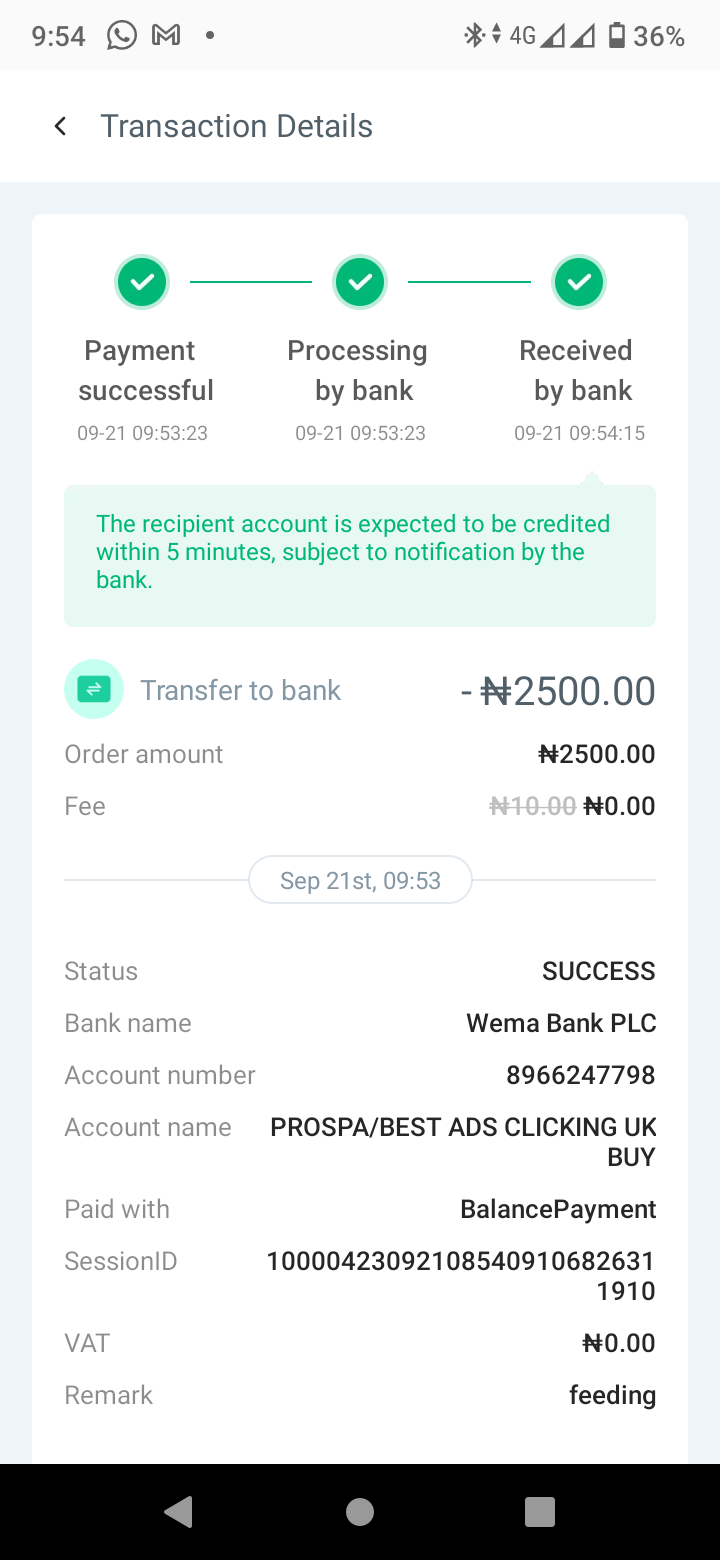 9:54 4G 36%
Transaction Details
Payment successful
09-21 09:53:23
Processing by bank
09-21 09:53:23
Received by bank
09-21 09:54:15
The recipient account is expected to be credited
within 5 minutes, subject to notification by the
bank.
Transfer to bank -₦2500.00
Order amount ₦2500.00
Fee ₦10.00 ₦0.00
Sep 21st, 09:53
Status SUCCESS
Bank name Wema Bank PLC
Account number 8966247798
Account name PROSPA/BEST ADS CLICKING UK
BUY
Paid with BalancePayment
SessionID 10000423092108540910682631
1910
VAT ₦0.00
Remark feeding